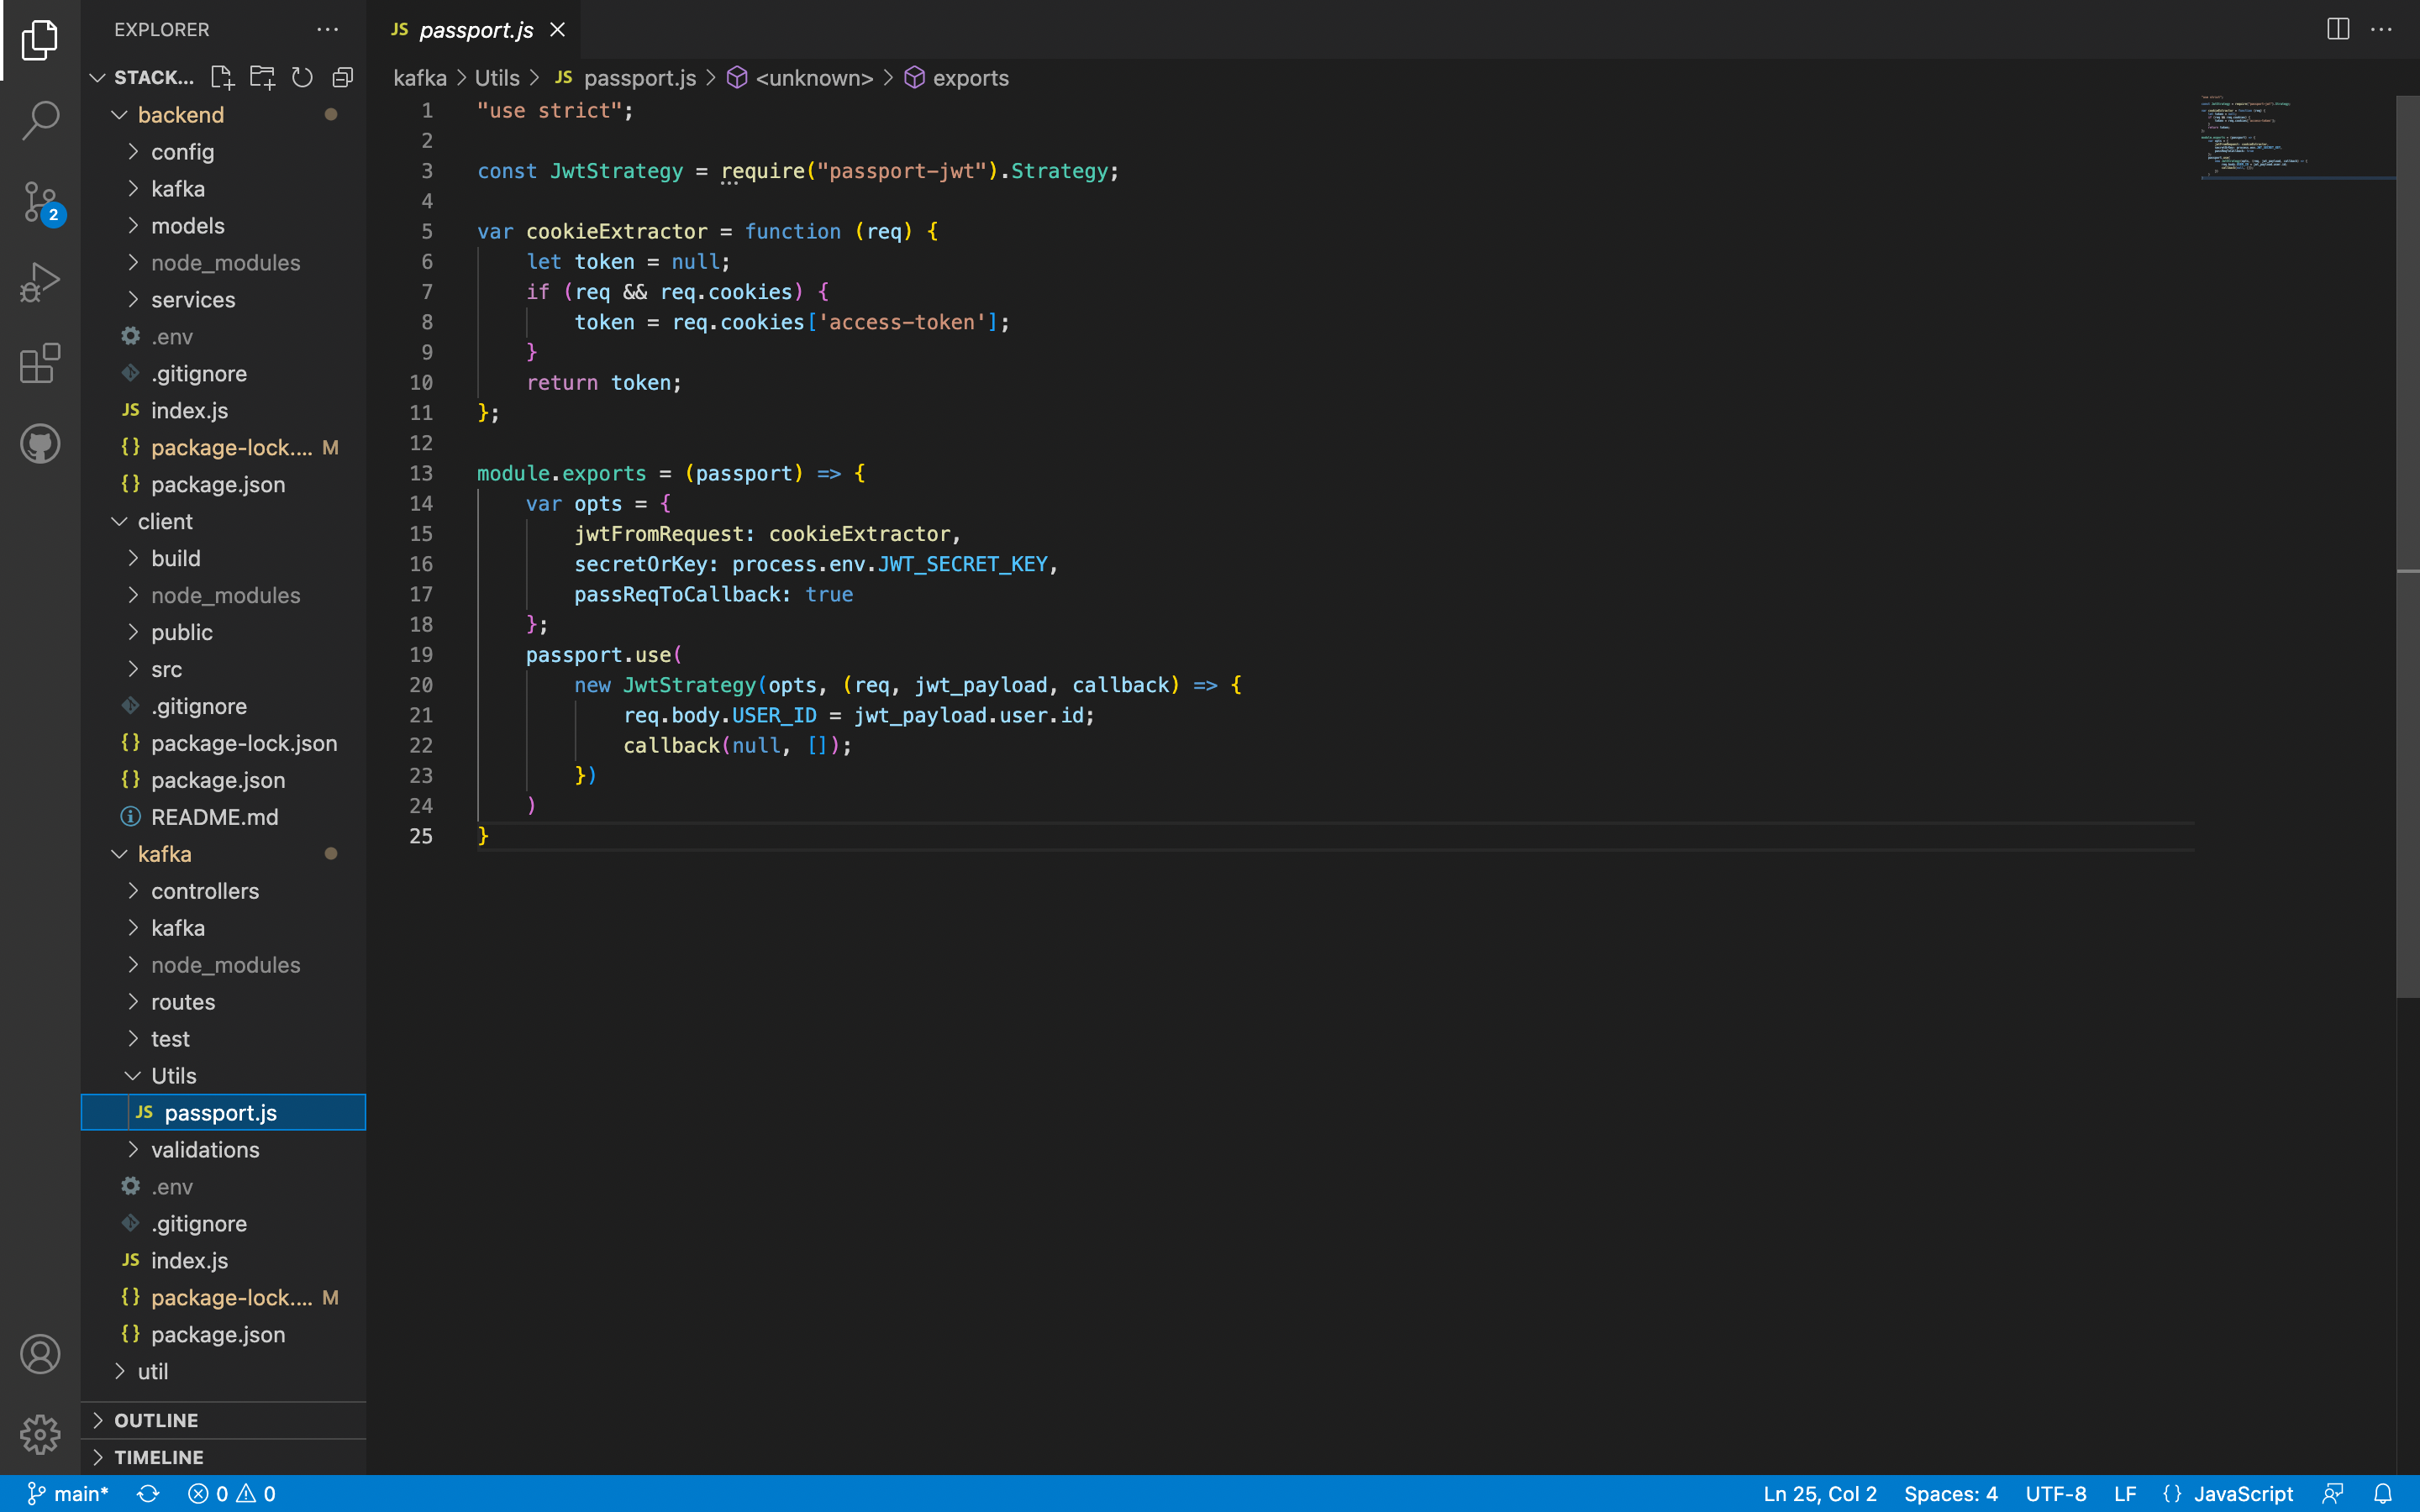 EXPLORER
STACK...
backend
config
kafka
models
node_modules
services
.env
.gitignore
JS index.js
{} package-lock.... M
{} package.json
client
build
node_modules
public
src
.gitignore
{} package-lock.json
{} package.json
README.md
kafka
controllers
kafka
node_modules
routes
test
Utils
JS passport.js
validations
.env
.gitignore
JS index.js
{} package-lock.... M
{} package.json
util
OUTLINE
TIMELINE
2
JS passport.js
kafka > Utils > JS passport.js > <unknown> > exports
1 "use strict";
2
3 const JwtStrategy = require("passport-jwt").Strategy;
4
5 var cookieExtractor = function (req) {
6 let token = null;
7 if (req && req.cookies) {
8 token = req.cookies['access-token'];
9 }
10 return token;
11 };
12
13 module.exports = (passport) => {
14 var opts = {
15 jwtFromRequest: cookieExtractor,
16 secretOrKey: process.env.JWT_SECRET_KEY,
17 passReqToCallback: true
18 };
19 passport.use(
20 new JwtStrategy(opts, (req, jwt_payload, callback) => {
21 req.body.USER_ID = jwt_payload.user.id;
22 callback(null, []);
23 })
24 )
25 }
main* 0 0 Ln 25, Col 2 Spaces: 4 UTF-8 LF {} JavaScript